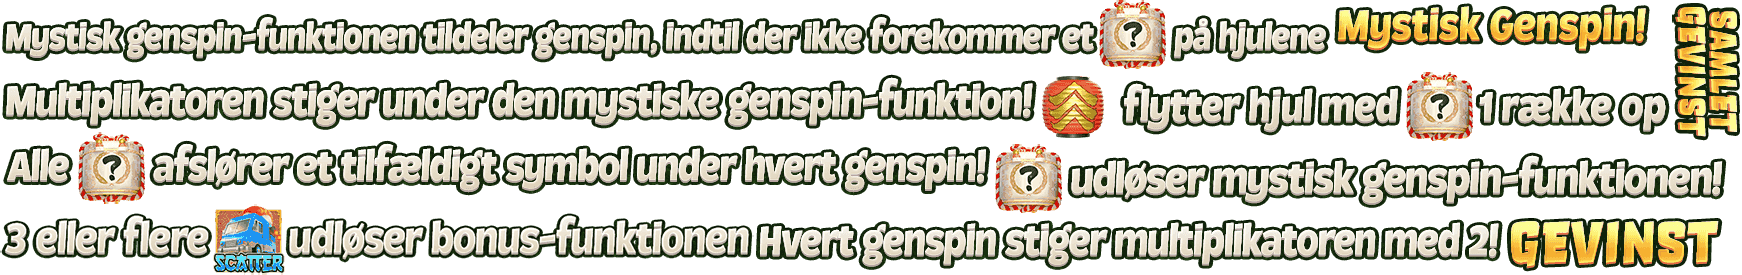 Mystisk genspin-funktionen tildeler genspin, indtil der ikke forekommer et ? på hjulene
Mystisk Genspin!
SAMLET
GEVINST
Multiplikatoren stiger under den mystiske genspin-funktion!
flytter hjul med ? 1 række op
Alle ? afslører et tilfældigt symbol under hvert genspin!
? udløser mystisk genspin-funktionen!
3 eller flere SCATTER udløser bonus-funktionen
Hvert genspin stiger multiplikatoren med 2!
GEVINST